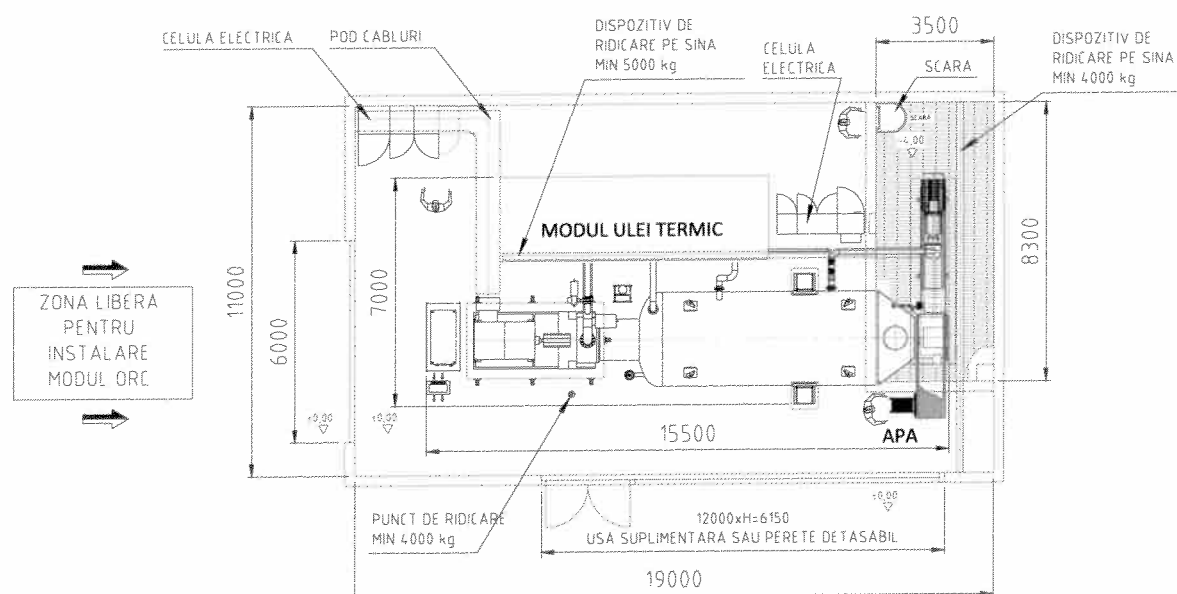 CELULA ELECTRICA
POD CABLURI
DISPOZITIV DE
RIDICARE PE SINA
MIN 5000 kg
CELULA
ELECTRICA
3500
SCARA
DISPOZITIV DE
RIDICARE PE SINA
MIN 4000 kg
SCARA
-4,00
MODUL ULEI TERMIC
11000
6000
7000
8300
ZONA LIBERA
PENTRU
INSTALARE
MODUL ORC
±0,00
±0,00
15500
APA
±0,00
PUNCT DE RIDICARE
MIN 4000 kg
12000xH=6150
USA SUPLIMENTARA SAU PERETE DETASABIL
19000